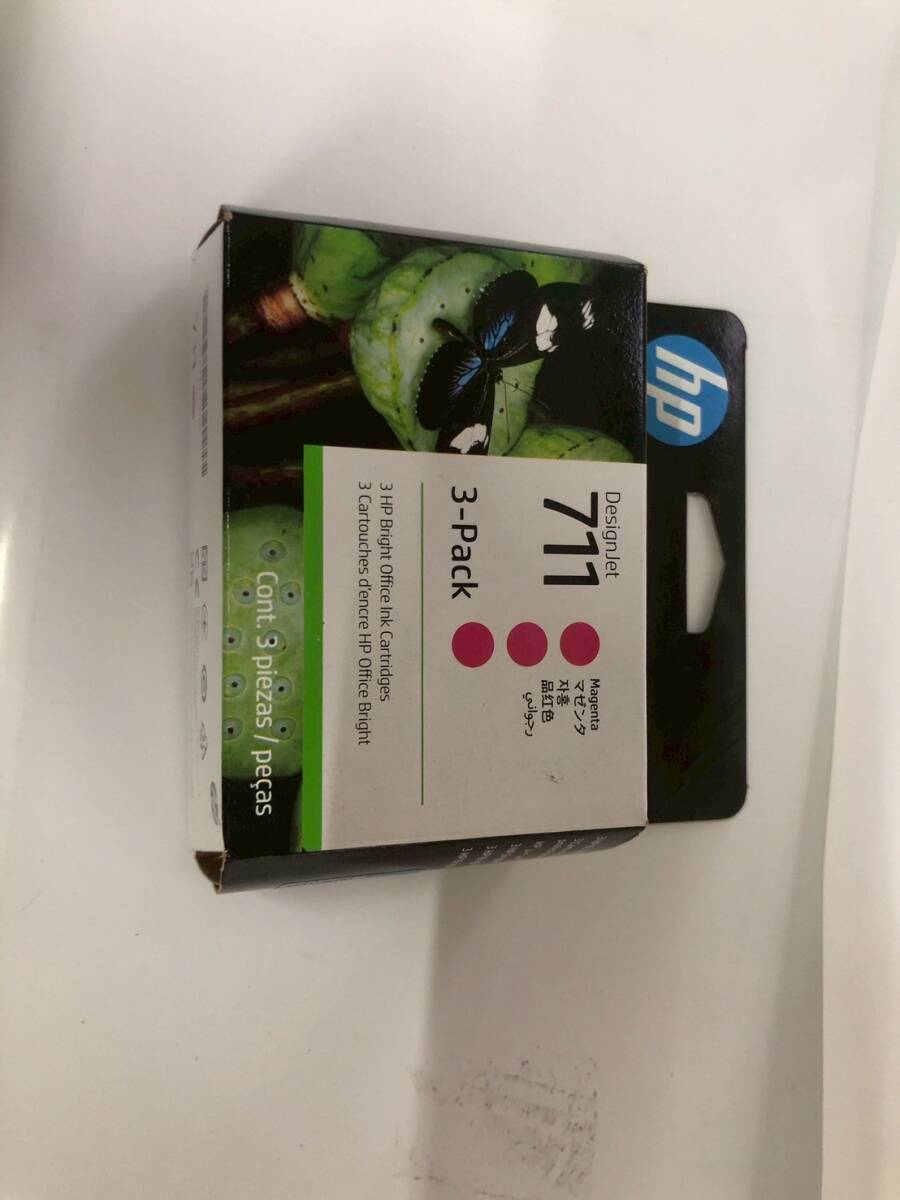 hp
DesignJet
711
3-Pack
Magenta
マゼンタ
자홍
品红色
رجواني
3 HP Bright Office Ink Cartridges
3 Cartouches d'encre HP Office Bright
Cont. 3 piezas / peças